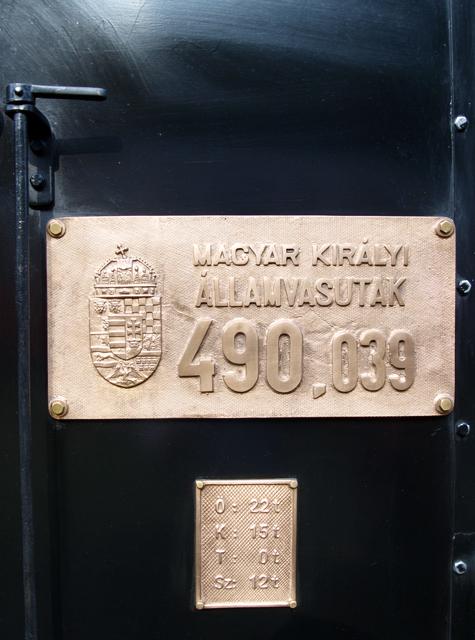 MAGYAR KIRÁLYI
ÁLLAMVASUTAK
490,039
Ö: 22t
K: 15t
T: 0t
Sz: 12t